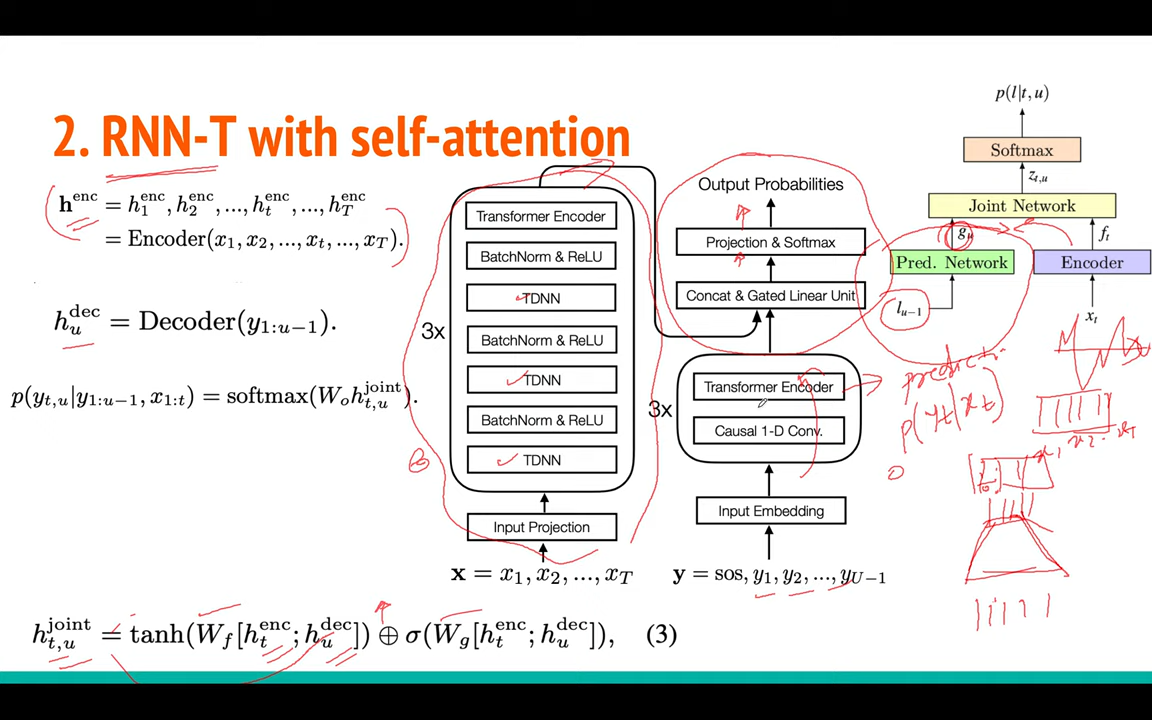 2. RNN-T with self-attention
h^enc = h_1^enc, h_2^enc, ..., h_t^enc, ..., h_T^enc
= Encoder(x_1, x_2, ..., x_t, ..., x_T).
h_u^dec = Decoder(y_{1:u−1}).
p(y_{t,u}|y_{1:u−1}, x_{1:t}) = softmax(W_o h_{t,u}^joint).
h_{t,u}^joint = tanh(W_f[h_t^enc; h_u^dec]) ⊕ σ(W_g[h_t^enc; h_u^dec]), (3)
Transformer Encoder
BatchNorm & ReLU
TDNN
BatchNorm & ReLU
TDNN
BatchNorm & ReLU
TDNN
3x
Input Projection
x = x_1, x_2, ..., x_T
Output Probabilities
Projection & Softmax
Concat & Gated Linear Unit
Transformer Encoder
Causal 1-D Conv.
3x
Input Embedding
y = sos, y_1, y_2, ..., y_{U−1}
p(l|t, u)
Softmax
z_{t,u}
Joint Network
g_u
f_t
Pred. Network
Encoder
l_{u−1}
x_t
p(y_t|x_t)